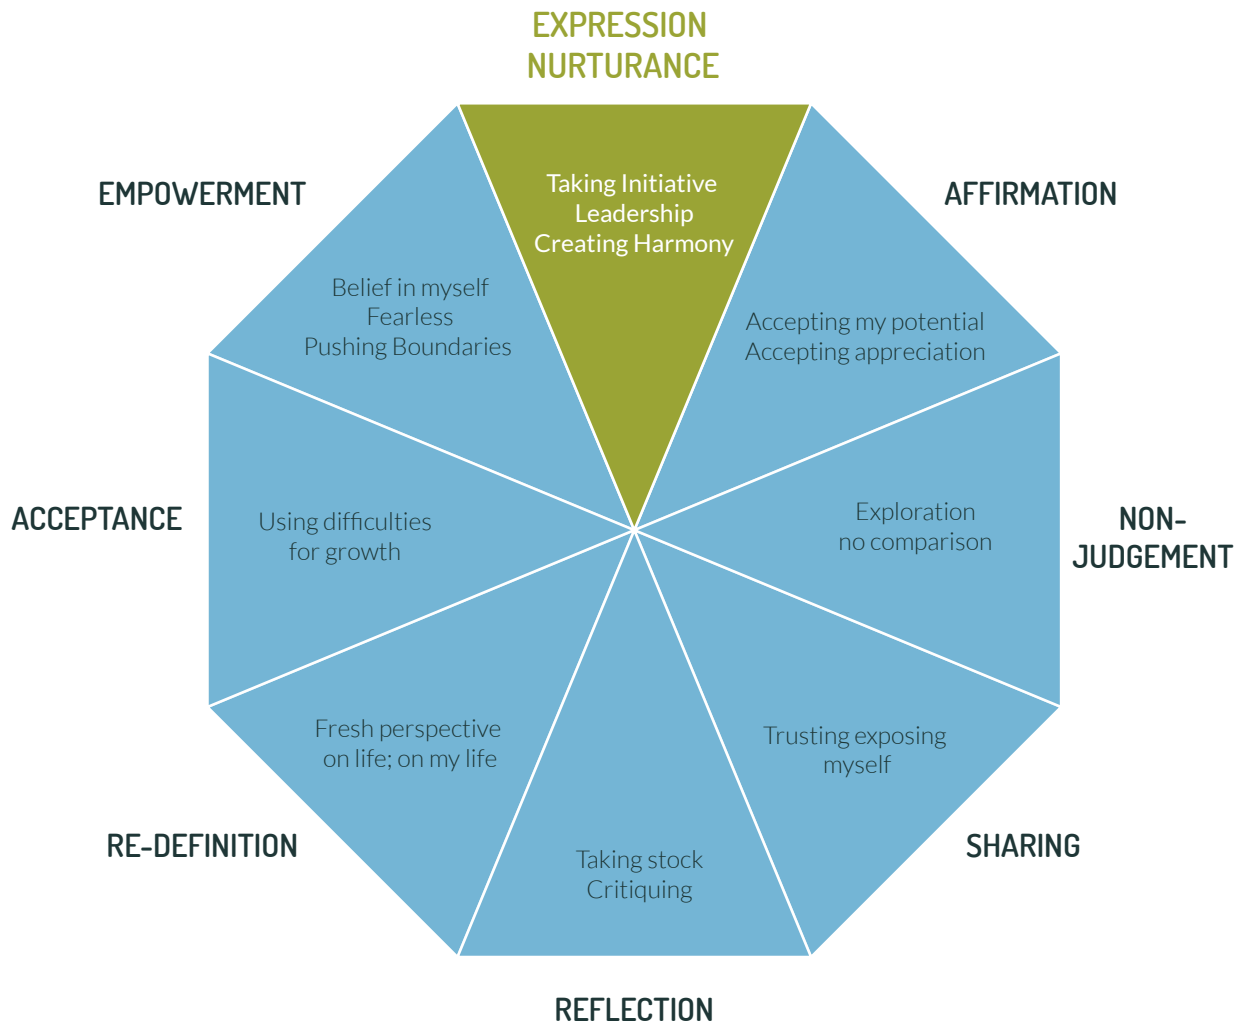 EXPRESSION
NURTURANCE
Taking Initiative
Leadership
Creating Harmony
AFFIRMATION
Accepting my potential
Accepting appreciation
NON-
JUDGEMENT
Exploration
no comparison
SHARING
Trusting exposing
myself
REFLECTION
Taking stock
Critiquing
RE-DEFINITION
Fresh perspective
on life; on my life
ACCEPTANCE
Using difficulties
for growth
EMPOWERMENT
Belief in myself
Fearless
Pushing Boundaries